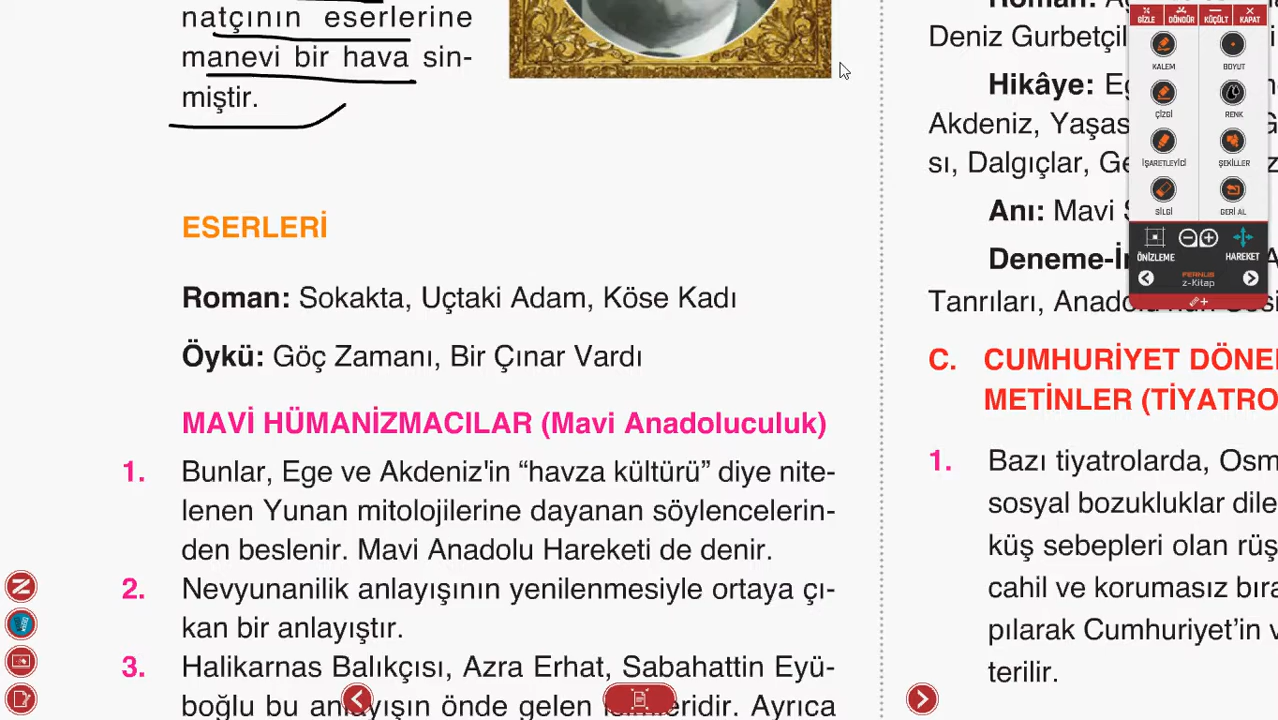 natçının eserlerine
manevi bir hava sin-
miştir.
ESERLERİ
Roman: Sokakta, Uçtaki Adam, Köse Kadı
Öykü: Göç Zamanı, Bir Çınar Vardı
MAVİ HÜMANİZMACILAR (Mavi Anadoluculuk)
1. Bunlar, Ege ve Akdeniz'in “havza kültürü” diye nite-
lenen Yunan mitolojilerine dayanan söylencelerin-
den beslenir. Mavi Anadolu Hareketi de denir.
2. Nevyunanilik anlayışının yenilenmesiyle ortaya çı-
kan bir anlayıştır.
3. Halikarnas Balıkçısı, Azra Erhat, Sabahattin Eyü-
boğlu bu anlayışın önde gelen isimleridir. Ayrıca
Roman:
Deniz Gurbetçil
Hikâye:
Akdeniz, Yaşas
sı, Dalgıçlar, Ge
Anı: Mavi S
Deneme-İn
Tanrıları,
C. CUMHURİYET DÖNE
METİNLER (TİYATRO
1. Bazı tiyatrolarda, Osm
sosyal bozukluklar dile
küş sebepleri olan rüş
cahil ve korumasız bıra
pılarak Cumhuriyet’in v
terilir.
GİZLE DÖNDÜR KÜÇÜLT KAPAT
KALEM BOYUT
ÇİZGİ RENK
İŞARETLEYİCİ ŞEKİLLER
SİLGİ GERİ AL
ÖNİZLEME HAREKET
PERNUS
z-Kitap